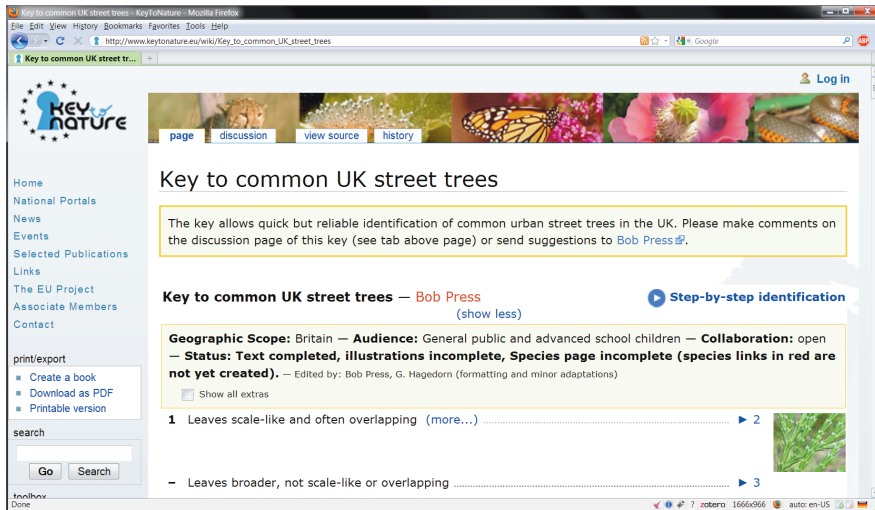 Key to common UK street trees - KeyToNature - Mozilla Firefox
File Edit View History Bookmarks Favorites Tools Help
http://www.keytonature.eu/wiki/Key_to_common_UK_street_trees
Google
ABP
Key to common UK street tr...
Log in
KEY to NATURE
page discussion view source history
Home
National Portals
News
Events
Selected Publications
Links
The EU Project
Associate Members
Contact
print/export
Create a book
Download as PDF
Printable version
search
Go Search
toolbox
Key to common UK street trees
The key allows quick but reliable identification of common urban street trees in the UK. Please make comments on
the discussion page of this key (see tab above page) or send suggestions to Bob Press.
Key to common UK street trees — Bob Press
(show less)
Step-by-step identification
Geographic Scope: Britain — Audience: General public and advanced school children — Collaboration: open
— Status: Text completed, illustrations incomplete, Species page incomplete (species links in red are
not yet created). — Edited by: Bob Press, G. Hagedorn (formatting and minor adaptations)
Show all extras
1 Leaves scale-like and often overlapping (more...) ► 2
– Leaves broader, not scale-like or overlapping ► 3
Done
? zotero 1666x966 auto: en-US